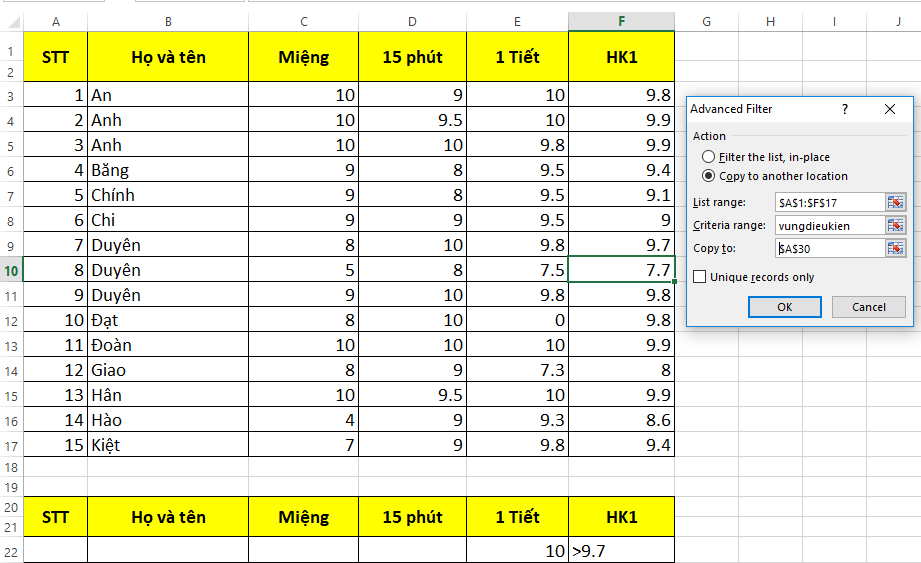 A B C D E F G H I J
1 STT Họ và tên Miệng 15 phút 1 Tiết HK1
2
3 1 An 10 9 10 9.8
4 2 Anh 10 9.5 10 9.9
5 3 Anh 10 10 9.8 9.9
6 4 Băng 9 8 9.5 9.4
7 5 Chính 9 8 9.5 9.1
8 6 Chi 9 9 9.5 9
9 7 Duyên 8 10 9.8 9.7
10 8 Duyên 5 8 7.5 7.7
11 9 Duyên 9 10 9.8 9.8
12 10 Đạt 8 10 0 9.8
13 11 Đoàn 10 10 10 9.9
14 12 Giao 8 9 7.3 8
15 13 Hân 10 9.5 10 9.9
16 14 Hào 4 9 9.3 8.6
17 15 Kiệt 7 9 9.8 9.4
18
19
20 STT Họ và tên Miệng 15 phút 1 Tiết HK1
21
22 10 >9.7
Advanced Filter ? ×
Action
Filter the list, in-place
Copy to another location
List range: $A$1:$F$17
Criteria range: vungdieukien
Copy to: $A$30
Unique records only
OK Cancel